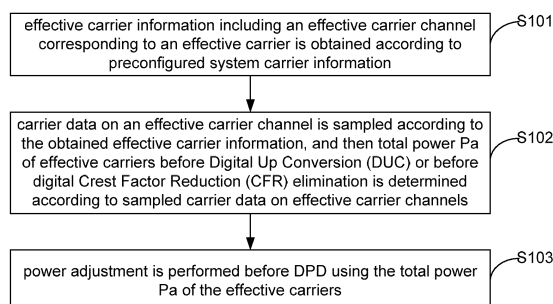 effective carrier information including an effective carrier channel
corresponding to an effective carrier is obtained according to
preconfigured system carrier information
S101
carrier data on an effective carrier channel is sampled according to
the obtained effective carrier information, and then total power Pa
of effective carriers before Digital Up Conversion (DUC) or before
digital Crest Factor Reduction (CFR) elimination is determined
according to sampled carrier data on effective carrier channels
S102
power adjustment is performed before DPD using the total power
Pa of the effective carriers
S103